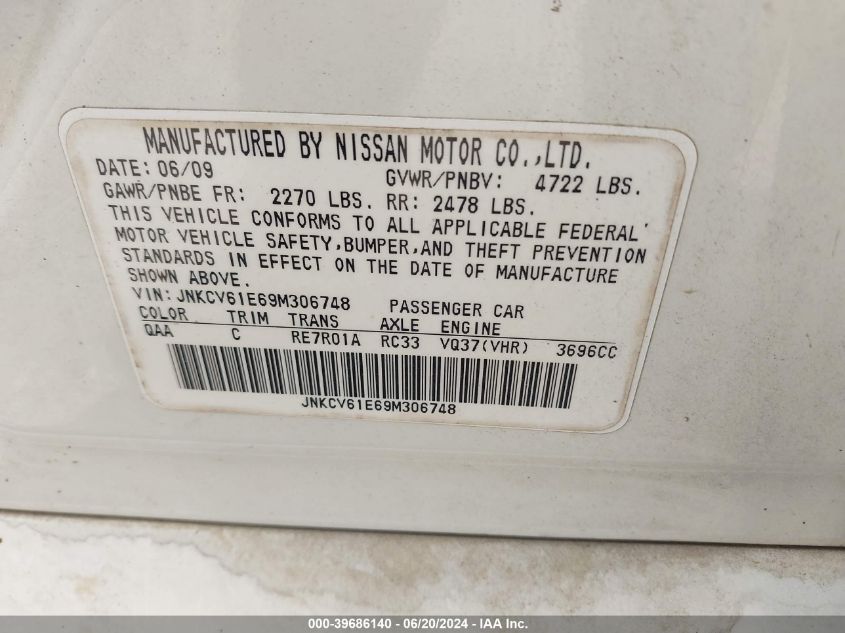 MANUFACTURED BY NISSAN MOTOR CO.,LTD.
DATE: 06/09 GVWR/PNBV: 4722 LBS.
GAWR/PNBE FR: 2270 LBS. RR: 2478 LBS.
THIS VEHICLE CONFORMS TO ALL APPLICABLE FEDERAL
MOTOR VEHICLE SAFETY,BUMPER,AND THEFT PREVENTION
STANDARDS IN EFFECT ON THE DATE OF MANUFACTURE
SHOWN ABOVE.
VIN: JNKCV61E69M306748 PASSENGER CAR
COLOR TRIM TRANS AXLE ENGINE
QAA C RE7R01A RC33 VQ37(VHR) 3696CC
JNKCV61E69M306748
000-39686140 - 06/20/2024 - IAA Inc.